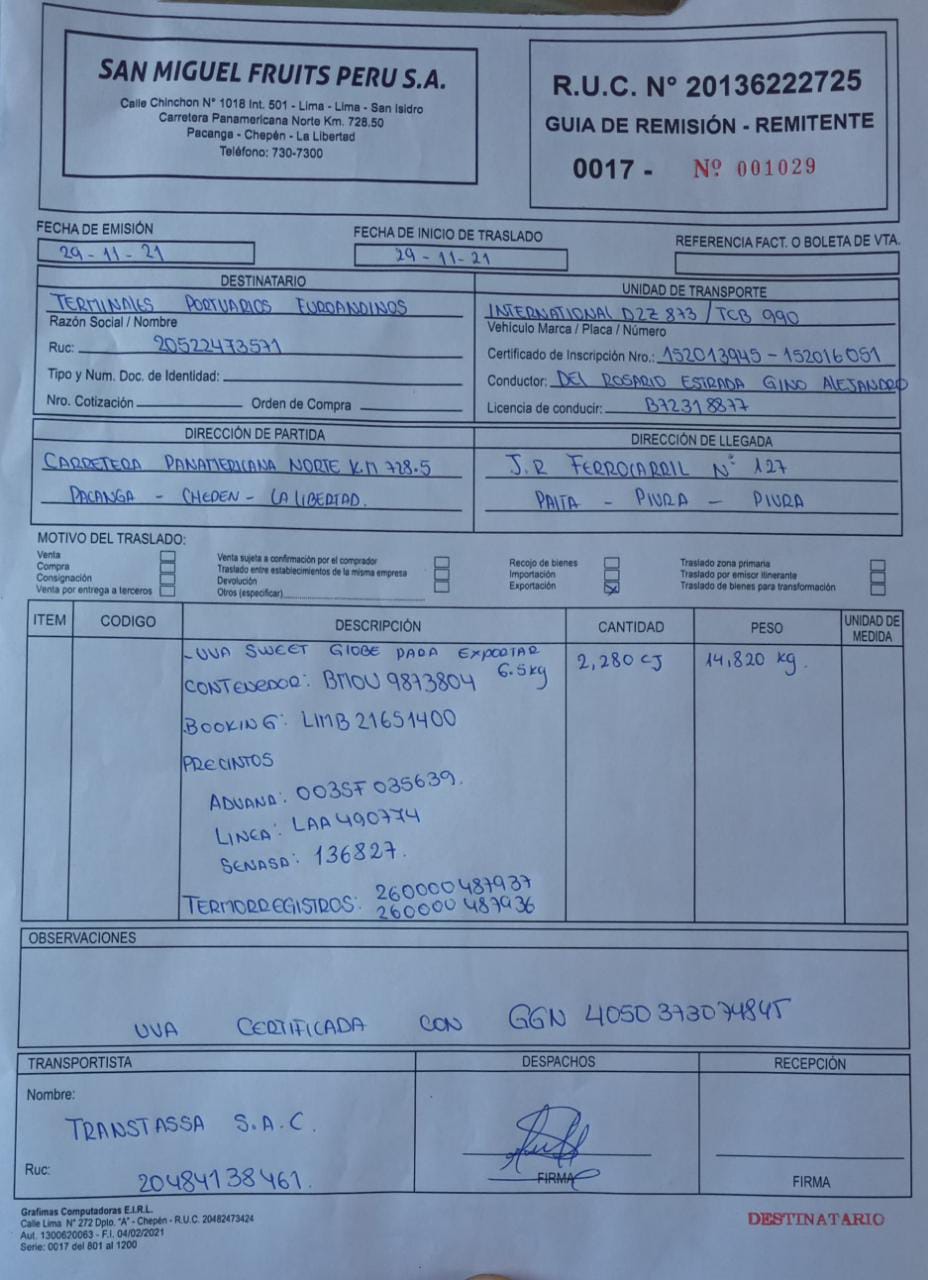 SAN MIGUEL FRUITS PERU S.A.
Calle Chinchon N° 1018 Int. 501 - Lima - Lima - San Isidro
Carretera Panamericana Norte Km. 728.50
Pacanga - Chepén - La Libertad
Teléfono: 730-7300
R.U.C. N° 20136222725
GUIA DE REMISIÓN - REMITENTE
0017 - Nº 001029
FECHA DE EMISIÓN
29-11-21
FECHA DE INICIO DE TRASLADO
29-11-21
REFERENCIA FACT. O BOLETA DE VTA.
DESTINATARIO
TERMINALES PORTUARIOS EUROANDINOS
Razón Social / Nombre
Ruc: 20522473571
Tipo y Num. Doc. de Identidad:
Nro. Cotización Orden de Compra
UNIDAD DE TRANSPORTE
INTERNATIONAL D2Z 873 / TCB 990
Vehículo Marca / Placa / Número
Certificado de Inscripción Nro.: 152013945 - 152016051
Conductor: DEL ROSARIO ESTRADA GINO ALEJANDRO
Licencia de conducir: B72318877
DIRECCIÓN DE PARTIDA
CARRETERA PANAMERICANA NORTE K.M 728.5
PACANGA - CHEPEN - LA LIBERTAD.
DIRECCIÓN DE LLEGADA
J.R FERROCARRIL N° 127
PAITA - PIURA - PIURA
MOTIVO DEL TRASLADO:
Venta
Compra
Consignación
Venta por entrega a terceros
Venta sujeta a confirmación por el comprador
Traslado entre establecimientos de la misma empresa
Devolución
Otros (especificar)
Recojo de bienes
Importación
Exportación X
Traslado zona primaria
Traslado por emisor itinerante
Traslado de bienes para transformación
ITEM CODIGO DESCRIPCIÓN CANTIDAD PESO UNIDAD DE MEDIDA
- UVA SWEET GLOBE PARA EXPORTAR 2,280 CJ 14,820 kg.
6.5kg
CONTENEDOR: BMOU 9873804
BOOKING: LIMB 21651400
PRECINTOS
ADUANA: 003SF 035639.
LINEA: LAA 490774
SENASA: 136827.
TERMORREGISTROS: 260000487937
260000487936
OBSERVACIONES
UVA CERTIFICADA CON GGN 4050373074845
TRANSPORTISTA
Nombre:
TRANSTASSA S.A.C.
Ruc:
20484138461.
DESPACHOS
FIRMA
RECEPCIÓN
FIRMA
Grafimas Computadoras E.I.R.L.
Calle Lima N° 272 Dplo. "A" - Chepén - R.U.C. 20482473424
Aut. 1300620063 - F.I. 04/02/2021
Serie: 0017 del 801 al 1200
DESTINATARIO